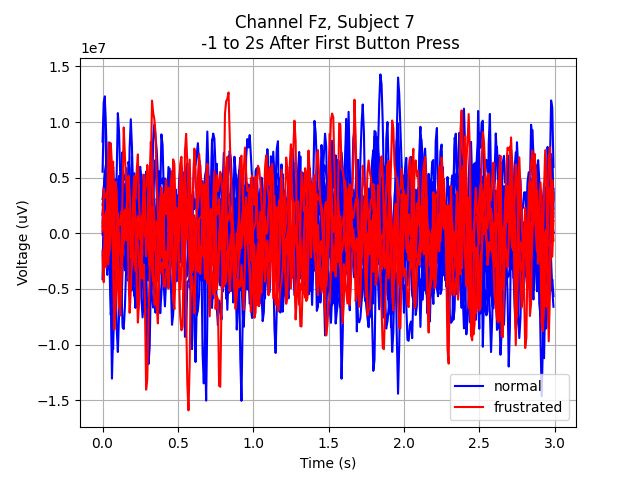 Channel Fz, Subject 7
-1 to 2s After First Button Press
1e7
1.5
1.0
0.5
0.0
−0.5
−1.0
−1.5
Voltage (uV)
normal
frustrated
0.0 0.5 1.0 1.5 2.0 2.5 3.0
Time (s)